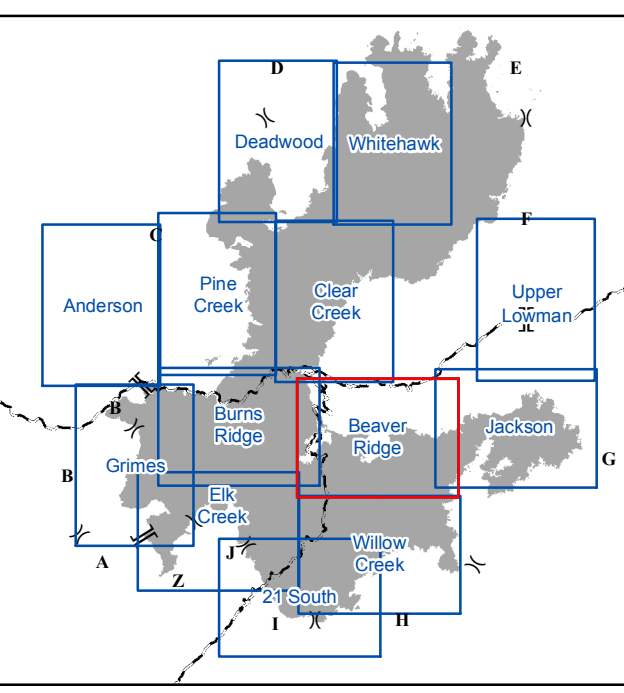 D
E
Deadwood
Whitehawk
C
F
Pine
Creek
Clear
Creek
Anderson
Upper
Lowman
B
Burns
Ridge
Beaver
Ridge
Jackson
G
B
Grimes
Elk
Creek
Willow
Creek
A
J
Z
21 South
I
H